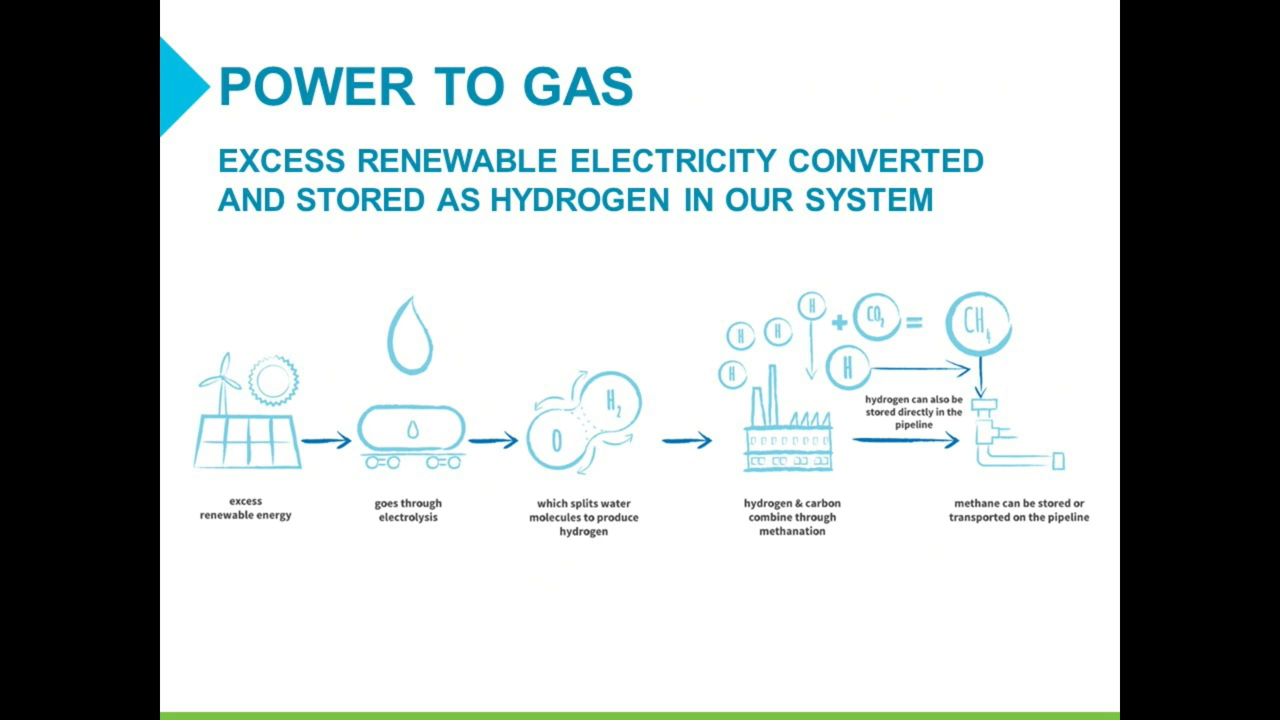 POWER TO GAS
EXCESS RENEWABLE ELECTRICITY CONVERTED
AND STORED AS HYDROGEN IN OUR SYSTEM
H
H
H
H
+
CO2
=
CH4
H
hydrogen can also be
stored directly in the
pipeline
O
H2
excess
renewable energy
goes through
electrolysis
which splits water
molecules to produce
hydrogen
hydrogen & carbon
combine through
methanation
methane can be stored or
transported on the pipeline